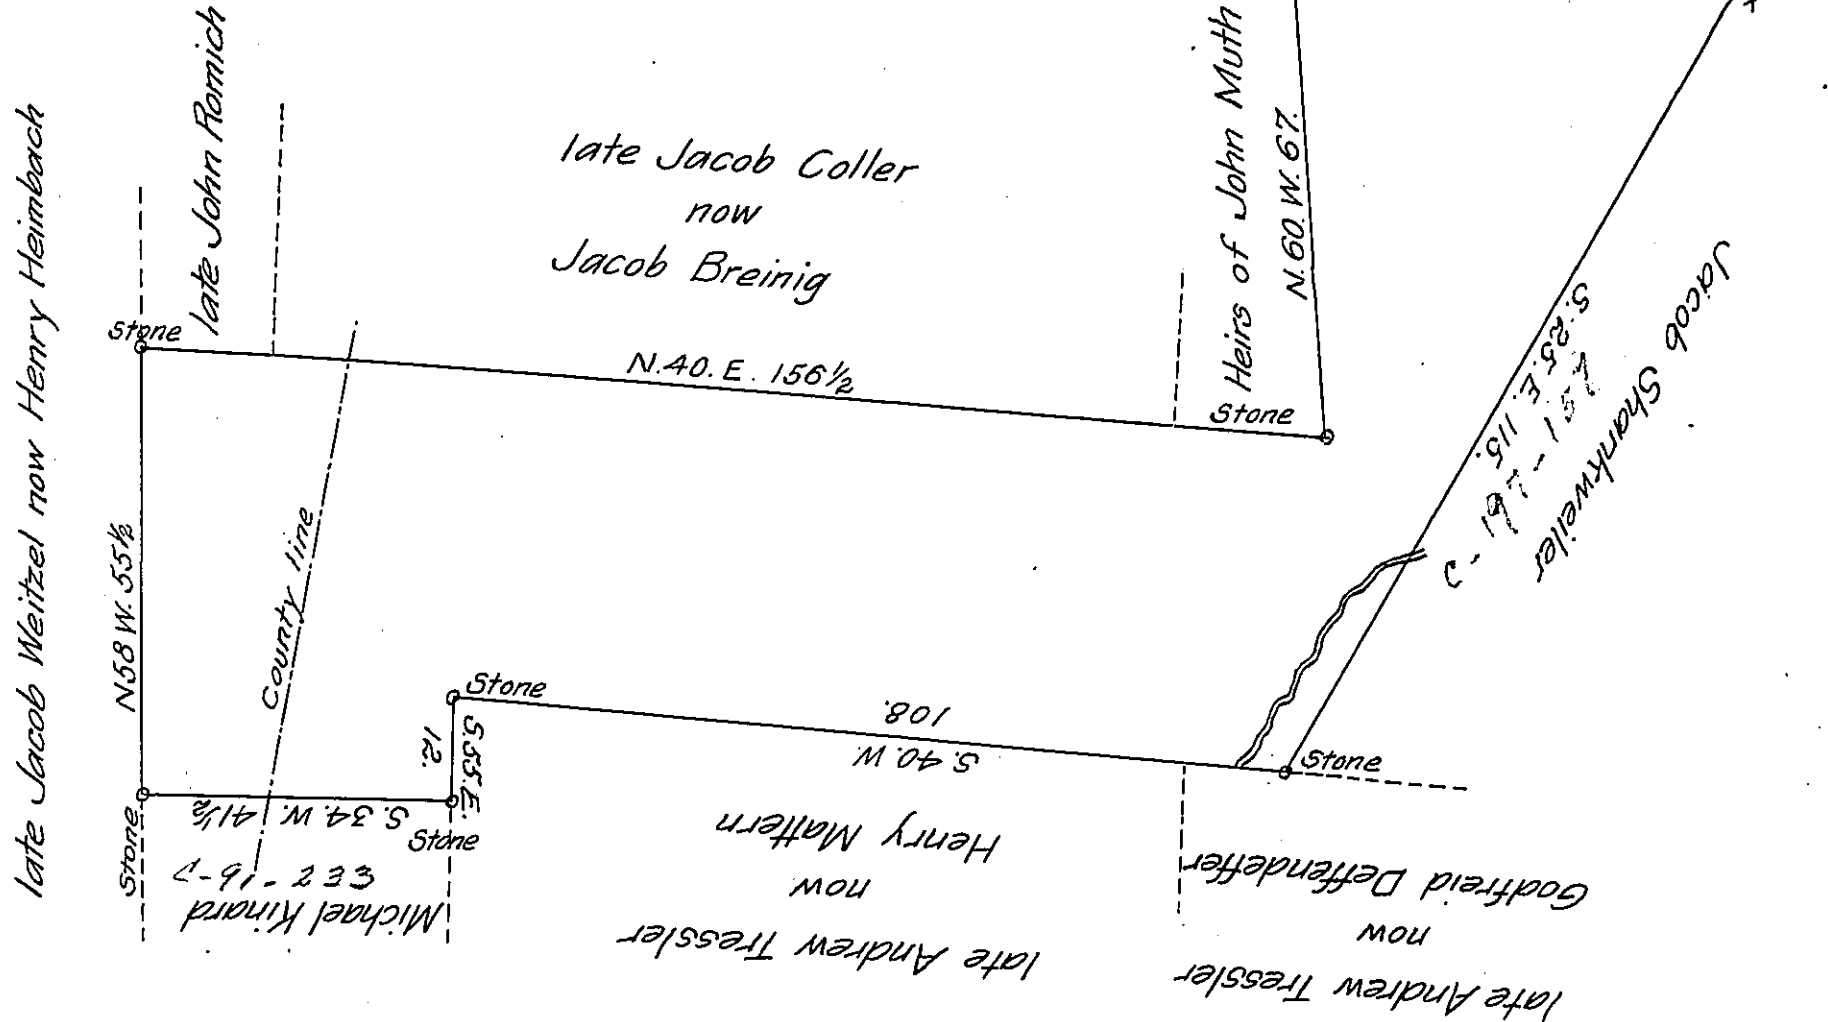 late Jacob Weitzel now Henry Heimbach
late John Romich
late Jacob Coller
now
Jacob Breinig
Heirs of John Muth
N.60.W.67.
Stone
N.40.E. 156½
Stone
S.25.E.115.
Jacob Shankweiler
N58W.55½
County line
Stone
S.55.E.
12.
108.
S.40.W.
Stone
Stone
S.34.W. 41½
Stone
Michael Kinard
late Andrew Tressler
now
Henry Mattern
late Andrew Tressler
now
Godfreid Deffendeffer